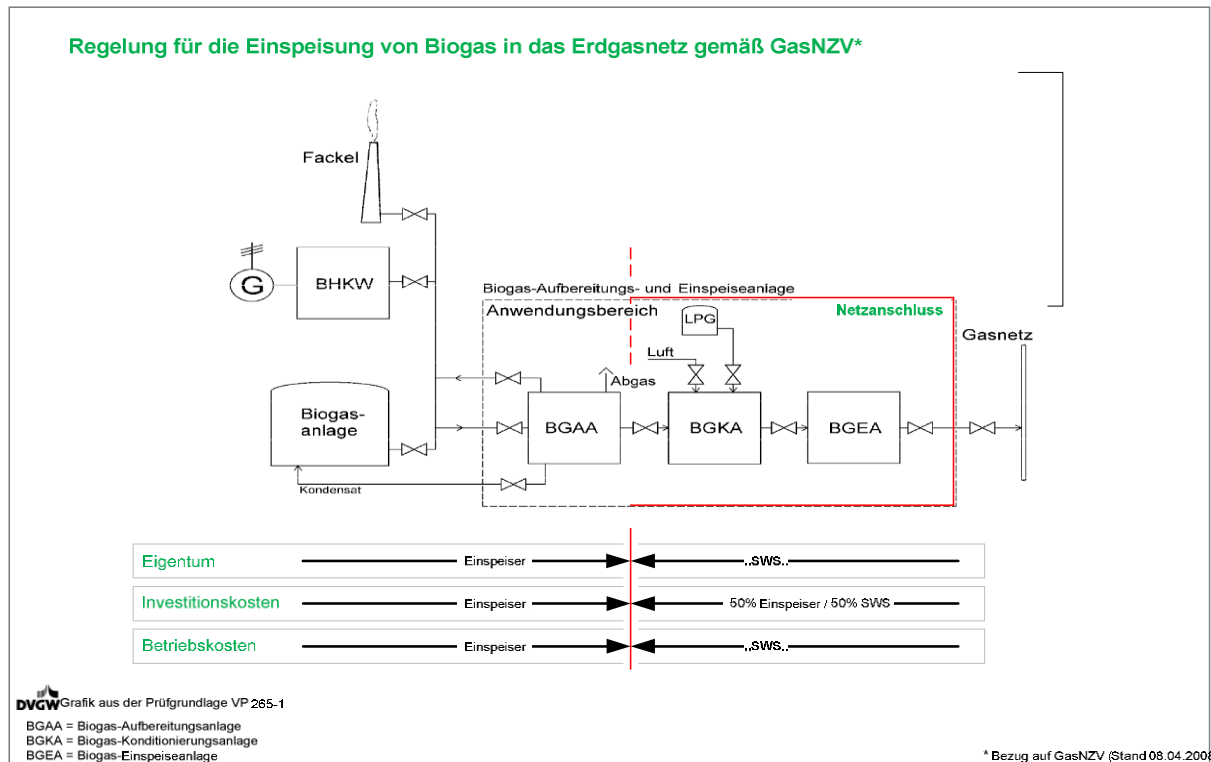 Regelung für die Einspeisung von Biogas in das Erdgasnetz gemäß GasNZV*
Fackel
G
BHKW
Biogas-Aufbereitungs- und Einspeiseanlage
Anwendungsbereich
Netzanschluss
LPG
Gasnetz
Luft
Abgas
Biogas-
anlage
BGAA
BGKA
BGEA
Kondensat
Eigentum Einspeiser ..SWS..
Investitionskosten Einspeiser 50% Einspeiser / 50% SWS
Betriebskosten Einspeiser ..SWS..
DVGW Grafik aus der Prüfgrundlage VP 265-1
BGAA = Biogas-Aufbereitungsanlage
BGKA = Biogas-Konditionierungsanlage
BGEA = Biogas-Einspeiseanlage
* Bezug auf GasNZV (Stand 08.04.2008